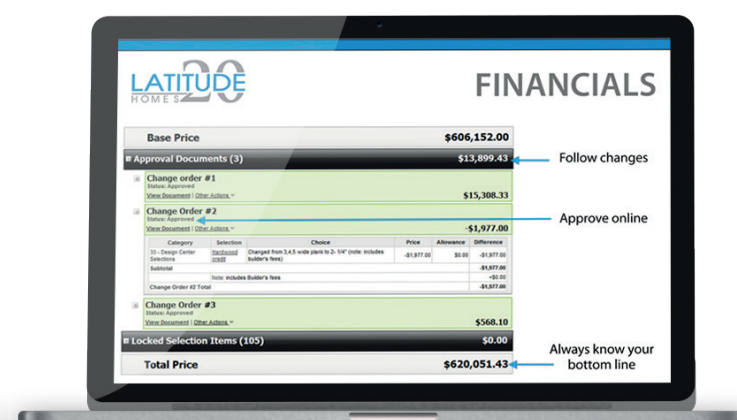 LATITUDE
20
HOMES
FINANCIALS
Base Price $606,152.00
Approval Documents (3) $13,899.43
Follow changes
Change order #1
Status: Approved
View Document | Other Actions
$15,308.33
Change Order #2
Status: Approved
Approve online
View Document | Other Actions
-$1,977.00
Category Selection Choice Price Allowance Difference
33 - Design Center Selections Hardwood credit Changed from 3,4,5 wide plank to 2- 1/4" (note: includes builder's fees) -$1,977.00 $0.00 -$1,977.00
Subtotal -$1,977.00
Note: includes Builder's fees +$0.00
Change Order #2 Total -$1,977.00
Change Order #3
Status: Approved
View Document | Other Actions
$568.10
Locked Selection Items (105) $0.00
Total Price $620,051.43
Always know your
bottom line